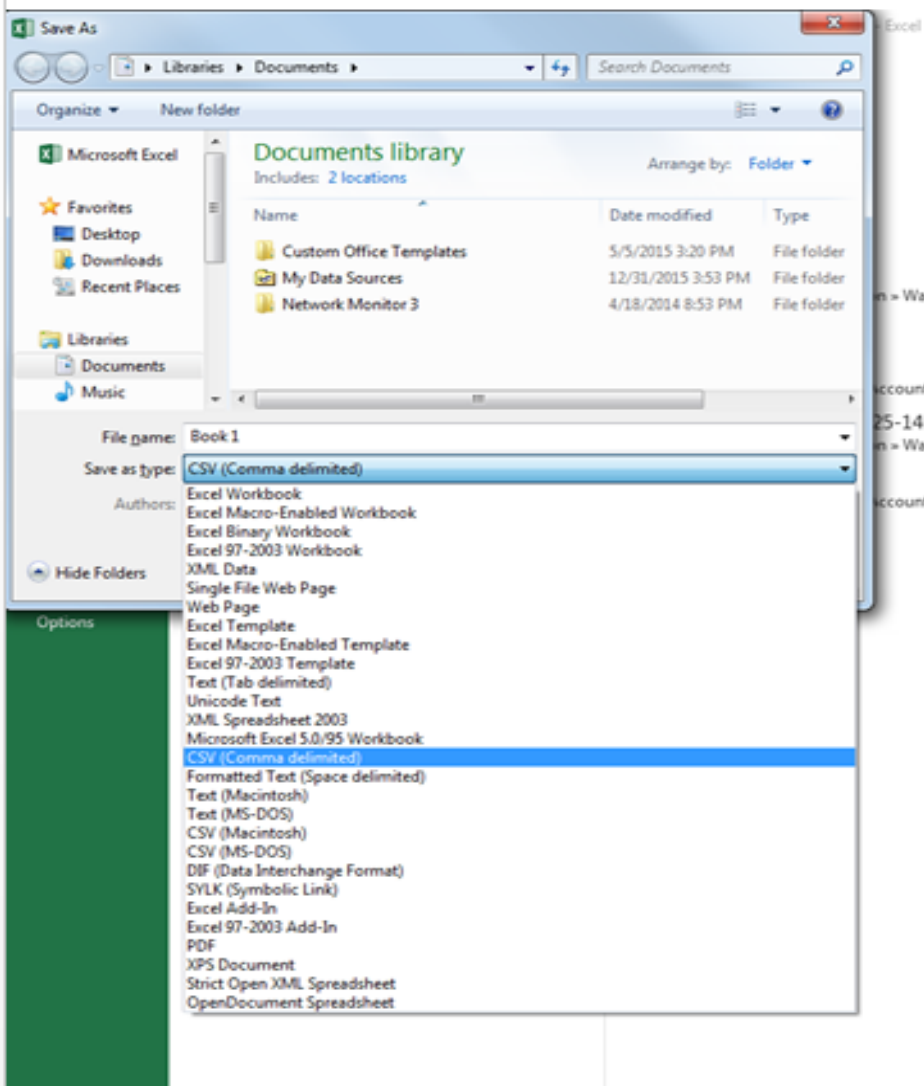 Save As
Excel
Libraries Documents Search Documents
Organize New folder
Microsoft Excel
Favorites
Desktop
Downloads
Recent Places
Libraries
Documents
Music
Documents library
Includes: 2 locations
Arrange by: Folder
Name Date modified Type
Custom Office Templates 5/5/2015 3:20 PM File folder
My Data Sources 12/31/2015 3:53 PM File folder
Network Monitor 3 4/18/2014 8:53 PM File folder
n » Wa
ccount
25-14
n » Wa
ccount
File name: Book1
Save as type: CSV (Comma delimited)
Authors:
Hide Folders
Options
Excel Workbook
Excel Macro-Enabled Workbook
Excel Binary Workbook
Excel 97-2003 Workbook
XML Data
Single File Web Page
Web Page
Excel Template
Excel Macro-Enabled Template
Excel 97-2003 Template
Text (Tab delimited)
Unicode Text
XML Spreadsheet 2003
Microsoft Excel 5.0/95 Workbook
CSV (Comma delimited)
Formatted Text (Space delimited)
Text (Macintosh)
Text (MS-DOS)
CSV (Macintosh)
CSV (MS-DOS)
DIF (Data Interchange Format)
SYLK (Symbolic Link)
Excel Add-In
Excel 97-2003 Add-In
PDF
XPS Document
Strict Open XML Spreadsheet
OpenDocument Spreadsheet